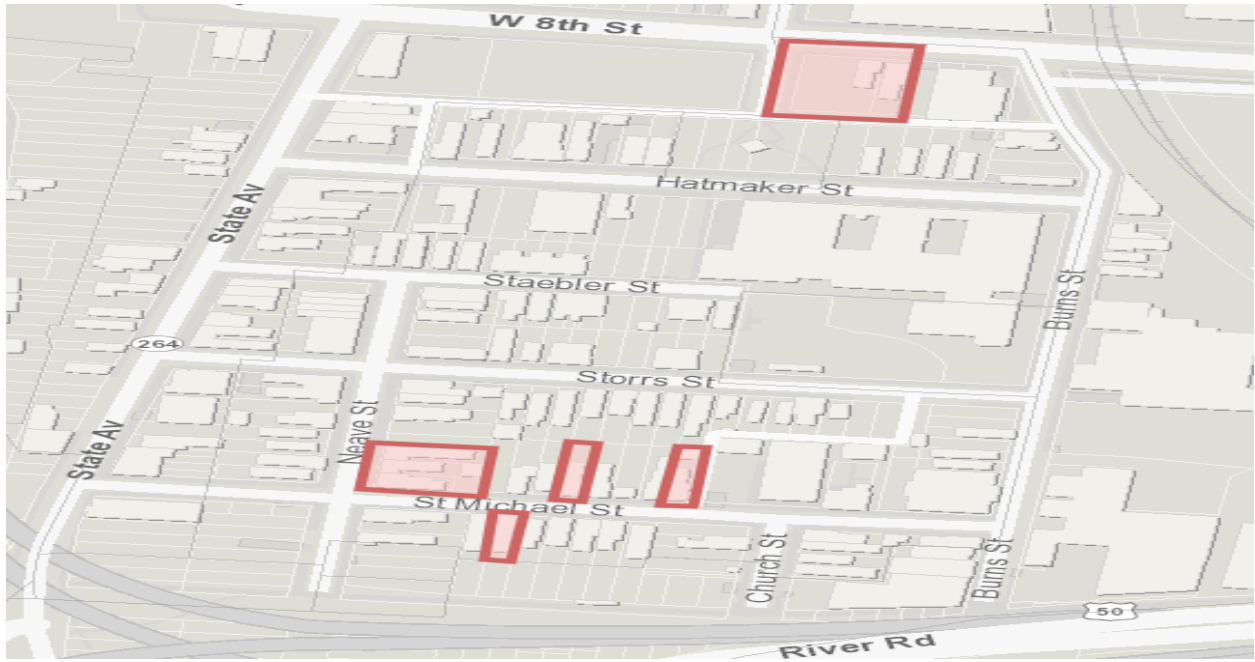 W 8th St
Hatmaker St
State Av
Staebler St
Burns St
264
Storrs St
Neave St
State Av
St Michael St
Church St
Burns St
50
River Rd